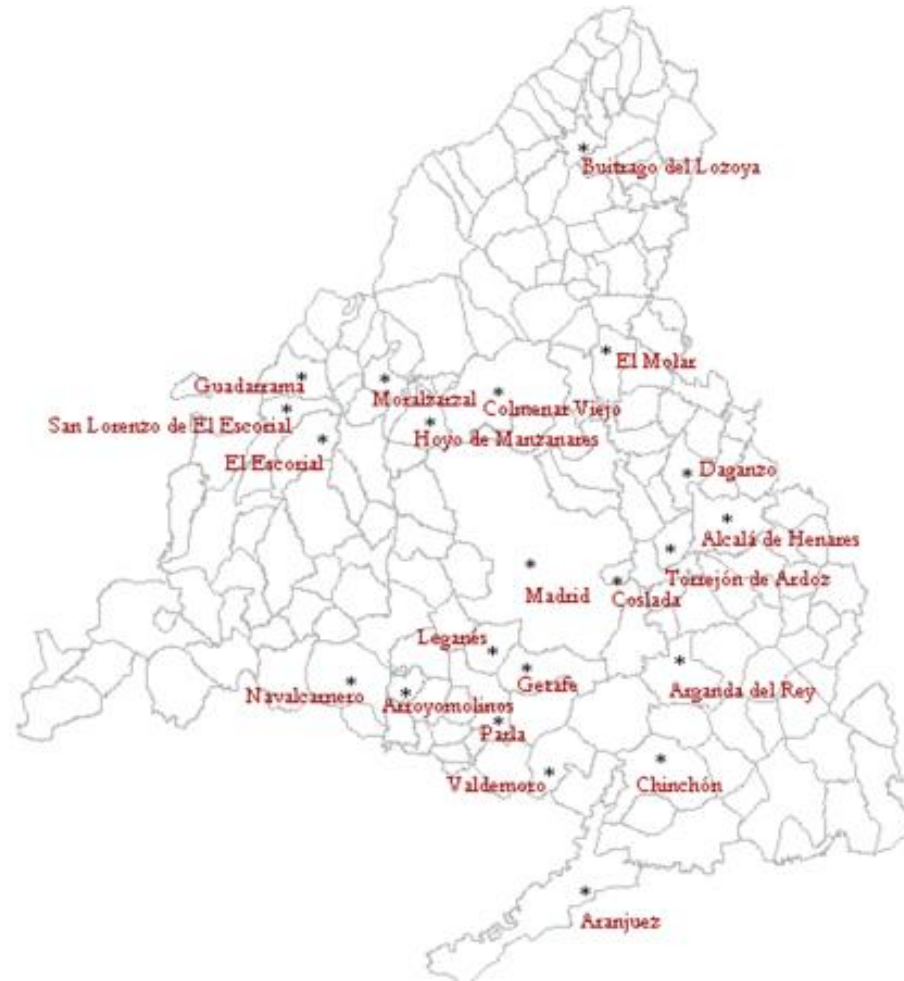 Buitrago del Lozoya
El Molar
Guadarrama
Moralzarzal
Colmenar Viejo
San Lorenzo de El Escorial
Hoyo de Manzanares
El Escorial
Daganzo
Alcalá de Henares
Torrejón de Ardoz
Madrid
Coslada
Leganés
Getafe
Arganda del Rey
Navalcarnero
Arroyomolinos
Parla
Valdemoro
Chinchón
Aranjuez